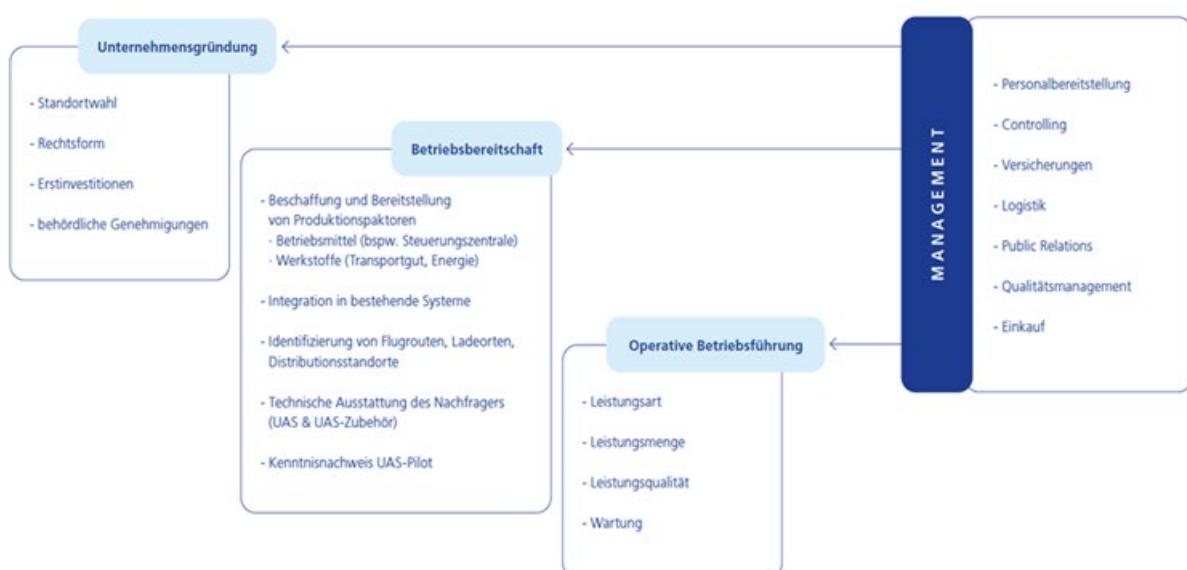 Unternehmensgründung
- Standortwahl
- Rechtsform
- Erstinvestitionen
- behördliche Genehmigungen
Betriebsbereitschaft
- Beschaffung und Bereitstellung
von Produktionspaktoren
- Betriebsmittel (bspw. Steuerungszentrale)
- Werkstoffe (Transportgut, Energie)
- Integration in bestehende Systeme
- Identifizierung von Flugrouten, Ladeorten,
Distributionsstandorte
- Technische Ausstattung des Nachfragers
(UAS & UAS-Zubehör)
- Kenntnisnachweis UAS-Pilot
Operative Betriebsführung
- Leistungsart
- Leistungsmenge
- Leistungsqualität
- Wartung
MANAGEMENT
- Personalbereitstellung
- Controlling
- Versicherungen
- Logistik
- Public Relations
- Qualitätsmanagement
- Einkauf